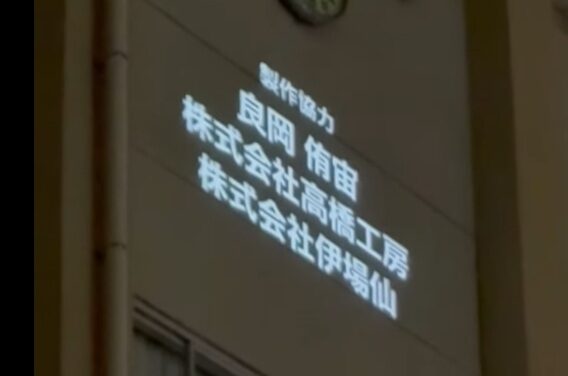 製作協力
良岡 侑宙
株式会社高橋工房
株式会社伊場仙